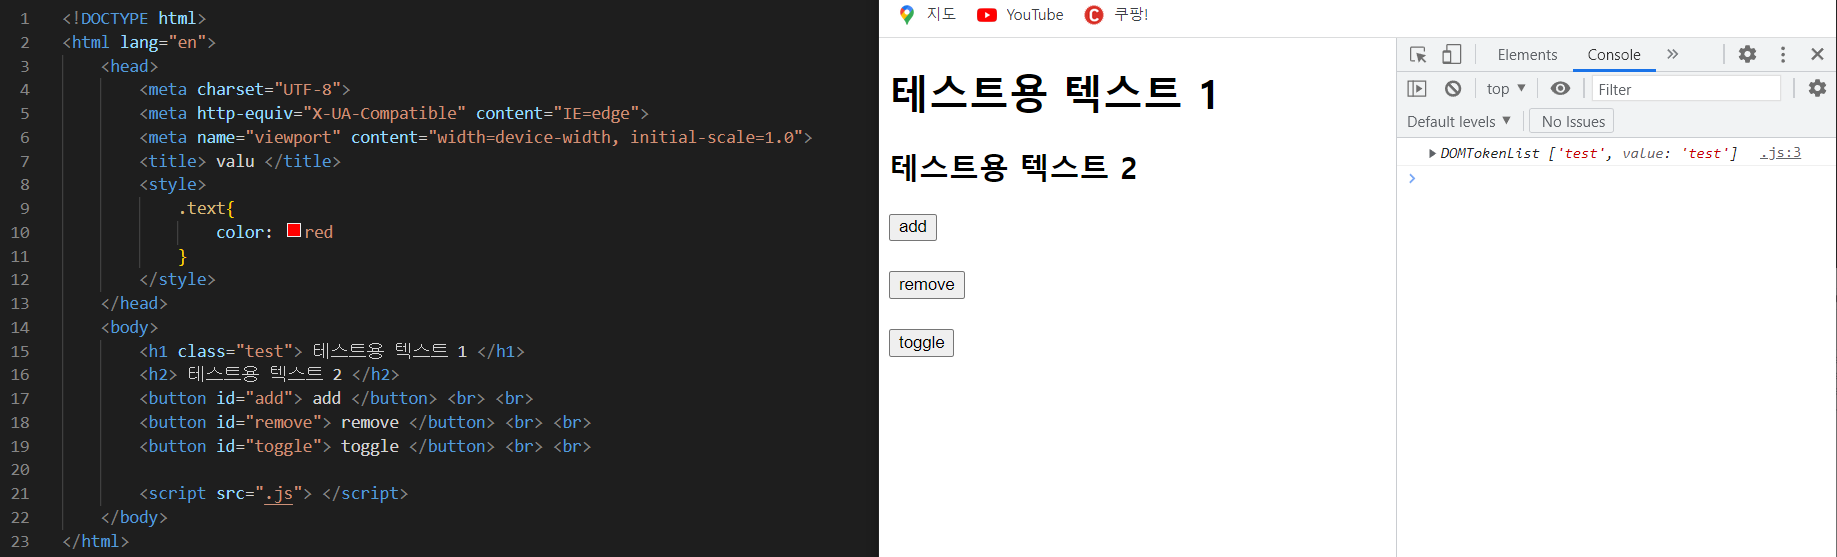 1 <!DOCTYPE html>
2 <html lang="en">
3 <head>
4 <meta charset="UTF-8">
5 <meta http-equiv="X-UA-Compatible" content="IE=edge">
6 <meta name="viewport" content="width=device-width, initial-scale=1.0">
7 <title> valu </title>
8 <style>
9 .text{
10 color: red
11 }
12 </style>
13 </head>
14 <body>
15 <h1 class="test"> 테스트용 텍스트 1 </h1>
16 <h2> 테스트용 텍스트 2 </h2>
17 <button id="add"> add </button> <br> <br>
18 <button id="remove"> remove </button> <br> <br>
19 <button id="toggle"> toggle </button> <br> <br>
20
21 <script src=".js"> </script>
22 </body>
23 </html>
지도 YouTube C 쿠팡!
테스트용 텍스트 1
테스트용 텍스트 2
add
remove
toggle
Elements Console »
top ▼ Filter
Default levels ▼ No Issues
▶ DOMTokenList ['test', value: 'test'] .js:3
>